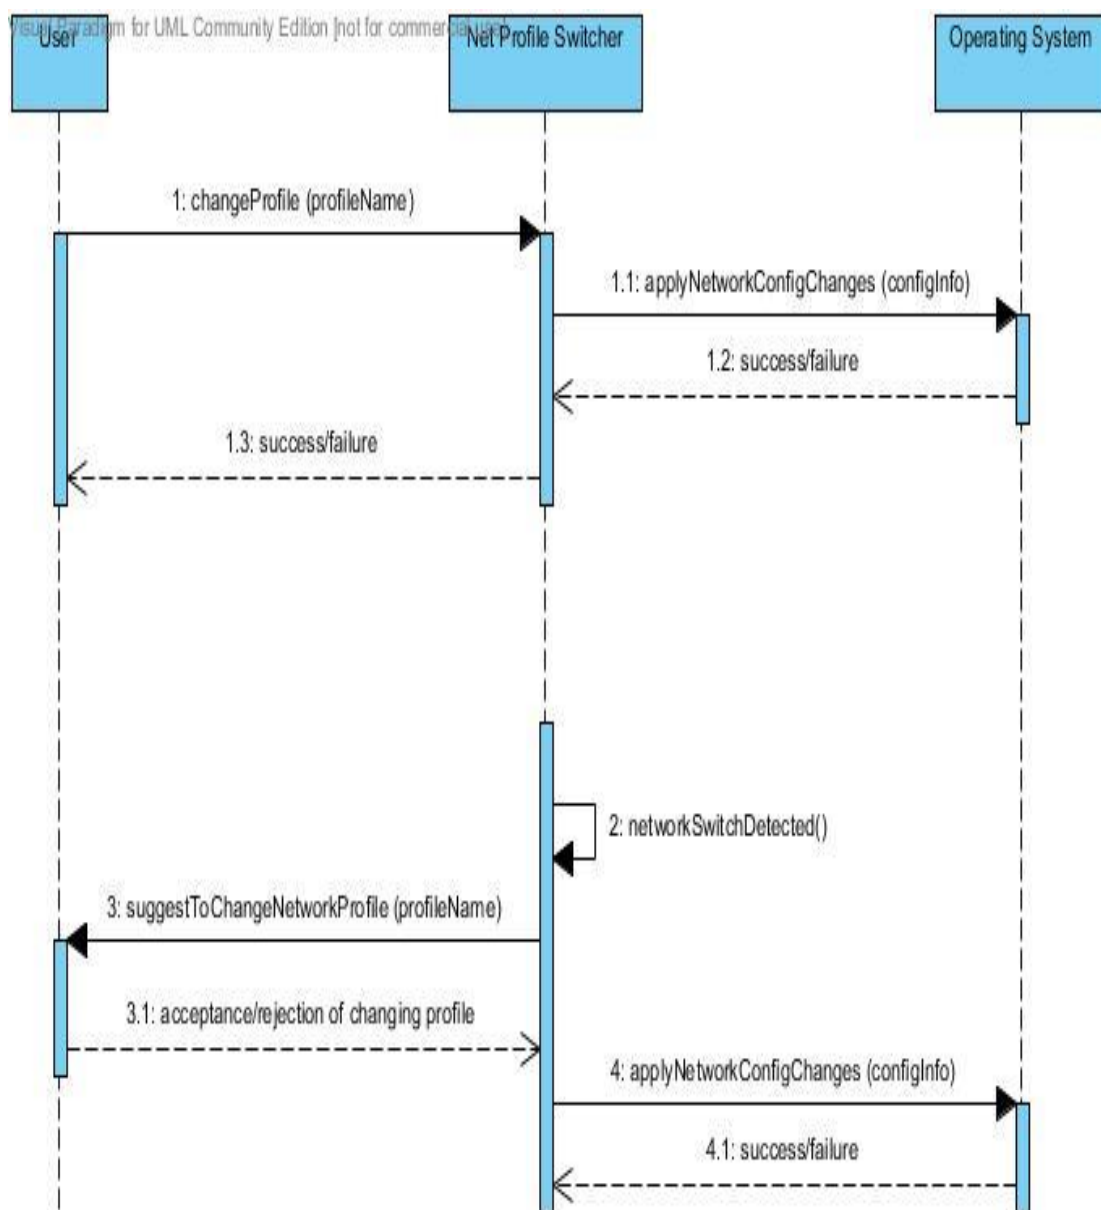 Visual Paradigm for UML Community Edition [not for commercial use]
User
Net Profile Switcher
Operating System
1: changeProfile (profileName)
1.1: applyNetworkConfigChanges (configInfo)
1.2: success/failure
1.3: success/failure
2: networkSwitchDetected()
3: suggestToChangeNetworkProfile (profileName)
3.1: acceptance/rejection of changing profile
4: applyNetworkConfigChanges (configInfo)
4.1: success/failure